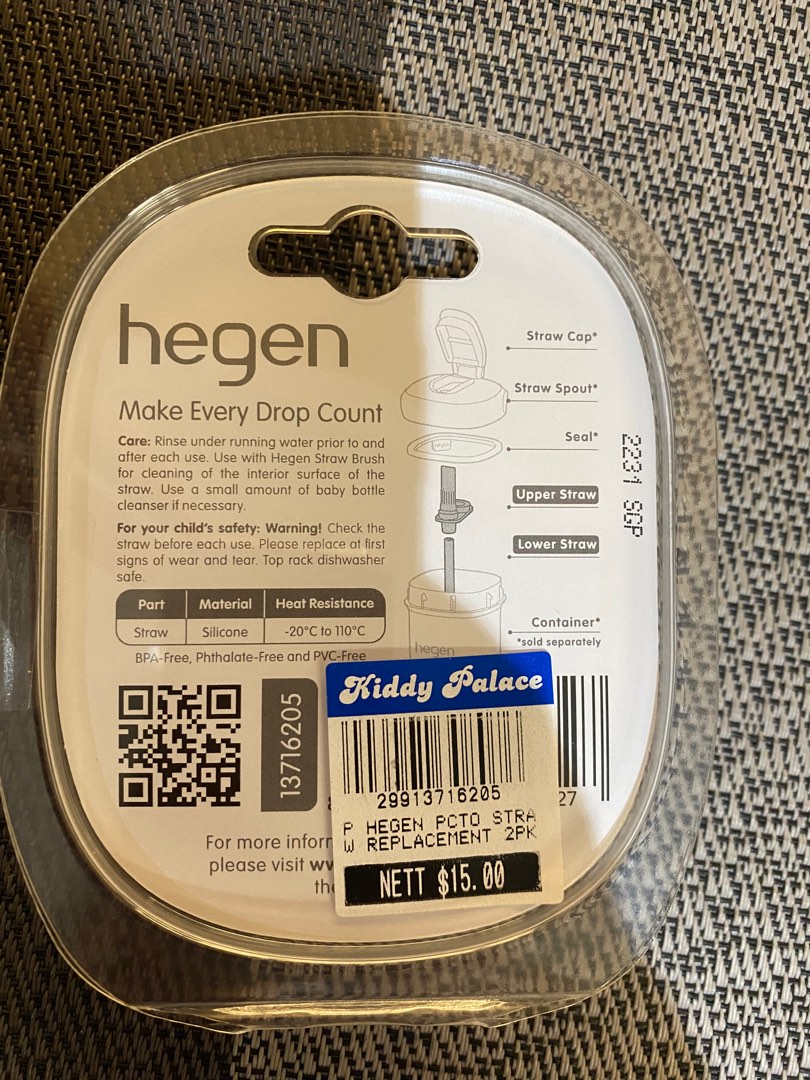 hegen
Make Every Drop Count
Care: Rinse under running water prior to and
after each use. Use with Hegen Straw Brush
for cleaning of the interior surface of the
straw. Use a small amount of baby bottle
cleanser if necessary.
For your child's safety: Warning! Check the
straw before each use. Please replace at first
signs of wear and tear. Top rack dishwasher
safe.
Part Material Heat Resistance
Straw Silicone -20°C to 110°C
BPA-Free, Phthalate-Free and PVC-Free
Straw Cap*
Straw Spout*
Seal*
Upper Straw
Lower Straw
Container*
*sold separately
hegen
2231 SGP
13716205
Kiddy Palace
29913716205
P HEGEN PCTO STRA
W REPLACEMENT 2PK
NETT $15.00
27
For more
please visit